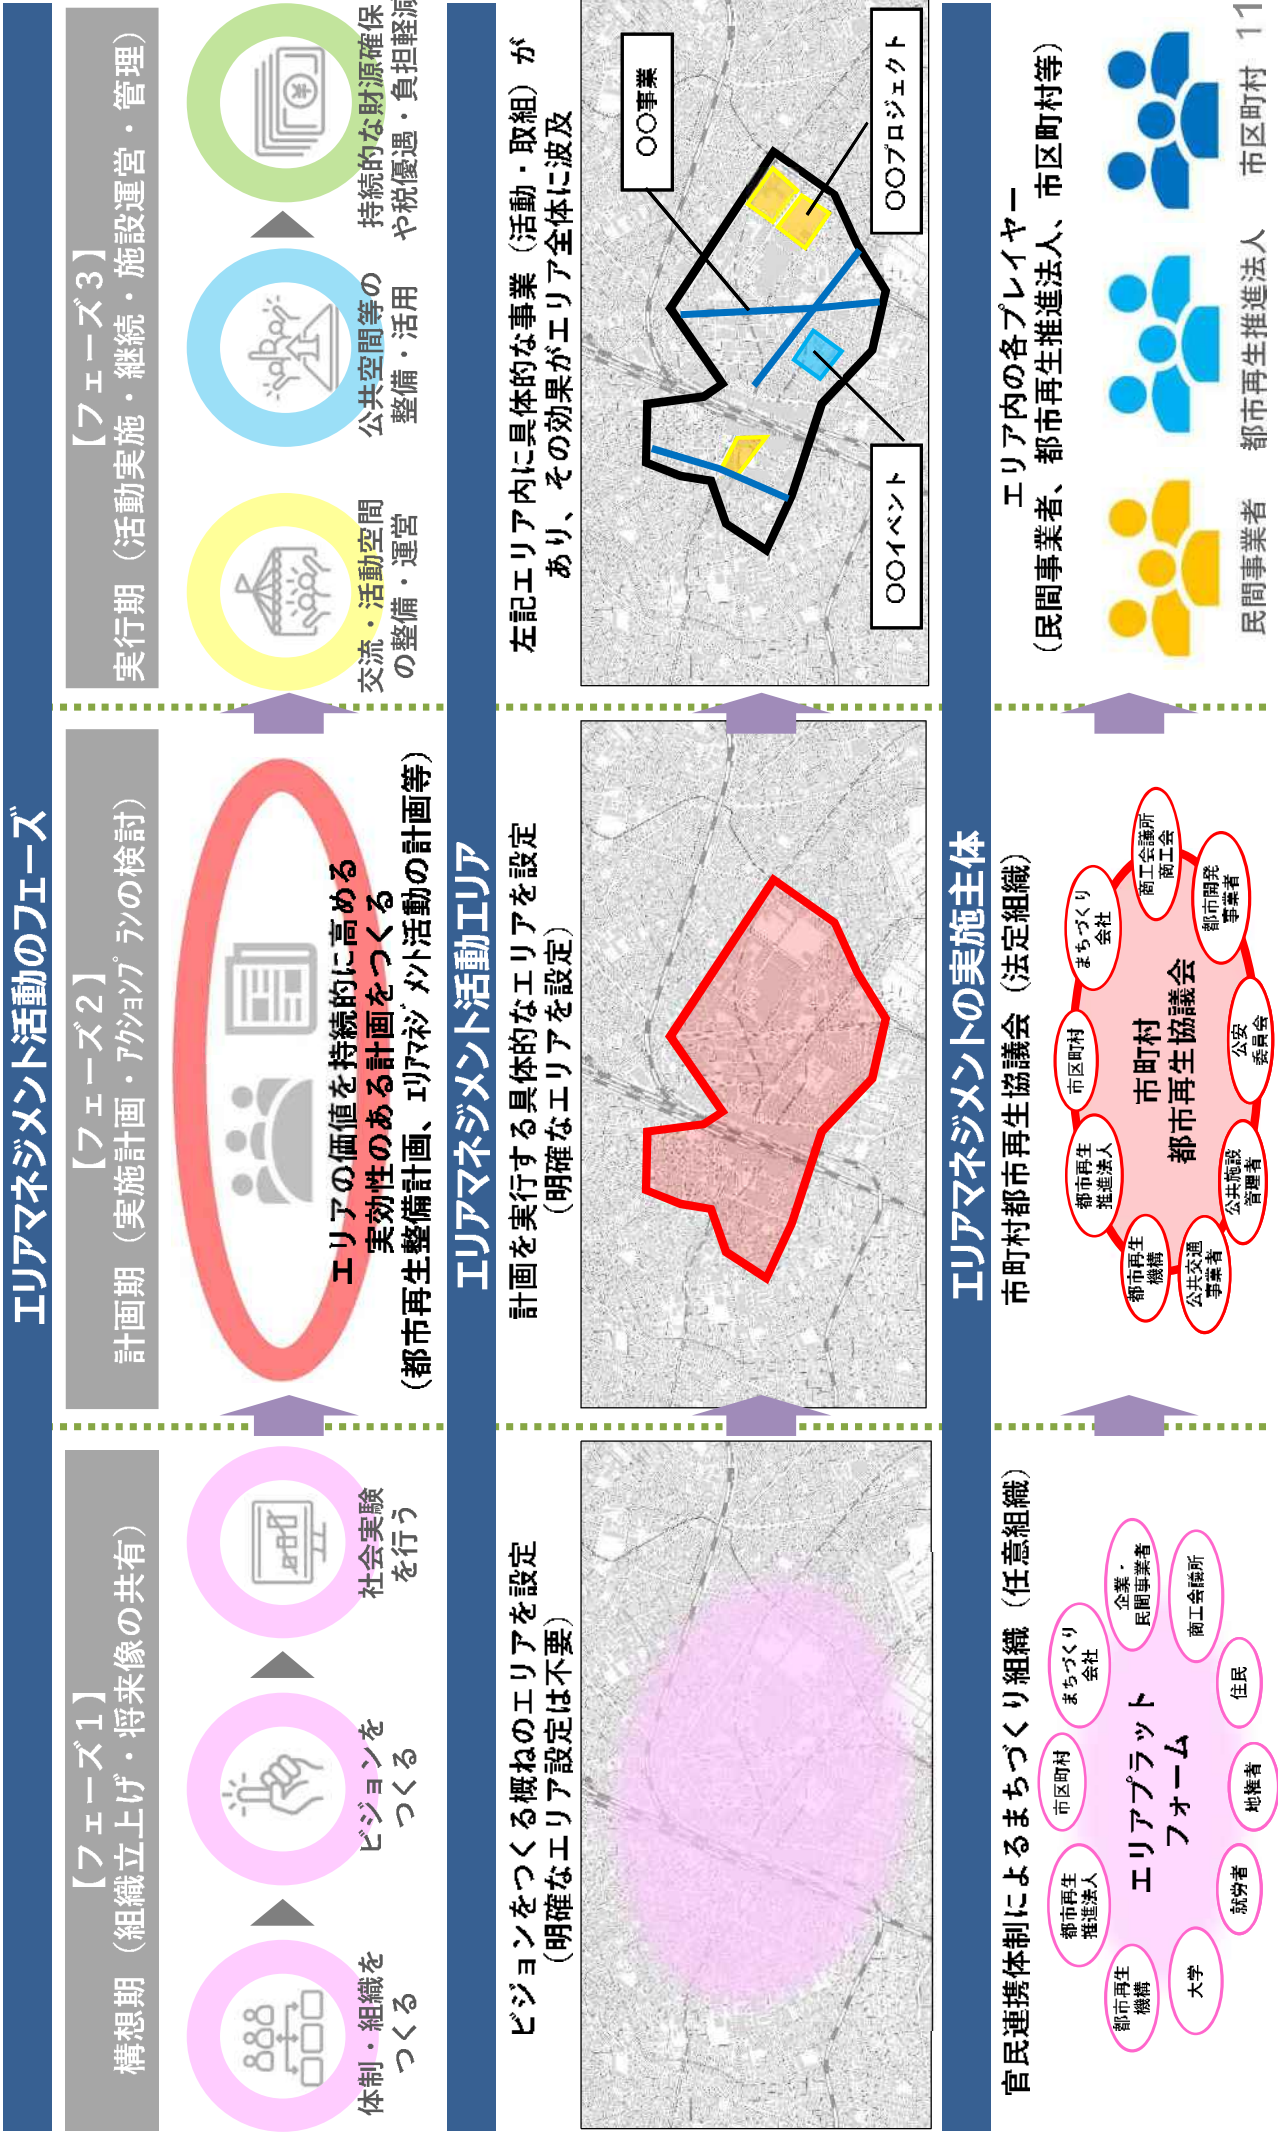 エリアマネジメント活動のフェーズ
【フェーズ1】
構想期（組織立上げ・将来像の共有）
【フェーズ2】
計画期（実施計画・アクションプランの検討）
【フェーズ3】
実行期（活動実施・継続・施設運営・管理）
体制・組織を
つくる
ビジョンを
つくる
社会実験
を行う
エリアの価値を持続的に高める
実効性のある計画をつくる
（都市再生整備計画、エリアマネジメント活動の計画等）
交流・活動空間
の整備・運営
公共空間等の
整備・活用
持続的な財源確保
や税優遇・負担軽減
エリアマネジメント活動エリア
ビジョンをつくる概ねのエリアを設定
（明確なエリア設定は不要）
計画を実行する具体的なエリアを設定
（明確なエリアを設定）
左記エリア内に具体的な事業（活動・取組）が
あり、その効果がエリア全体に波及
〇〇事業
〇〇プロジェクト
〇〇イベント
エリアマネジメントの実施主体
官民連携体制によるまちづくり組織（任意組織）
エリアプラット
フォーム
市区町村
まちづくり
会社
企業・
民間事業者
商工会議所
住民
地権者
就労者
大学
都市再生
機構
都市再生
推進法人
市町村都市再生協議会（法定組織）
市町村
都市再生協議会
市区町村
まちづくり
会社
商工会議所
商工会
都市開発
事業者
公安
委員会
公共施設
管理者
公共交通
事業者
都市再生
機構
都市再生
推進法人
エリア内の各プレイヤー
（民間事業者、都市再生推進法人、市区町村等）
民間事業者
都市再生推進法人
市区町村
11